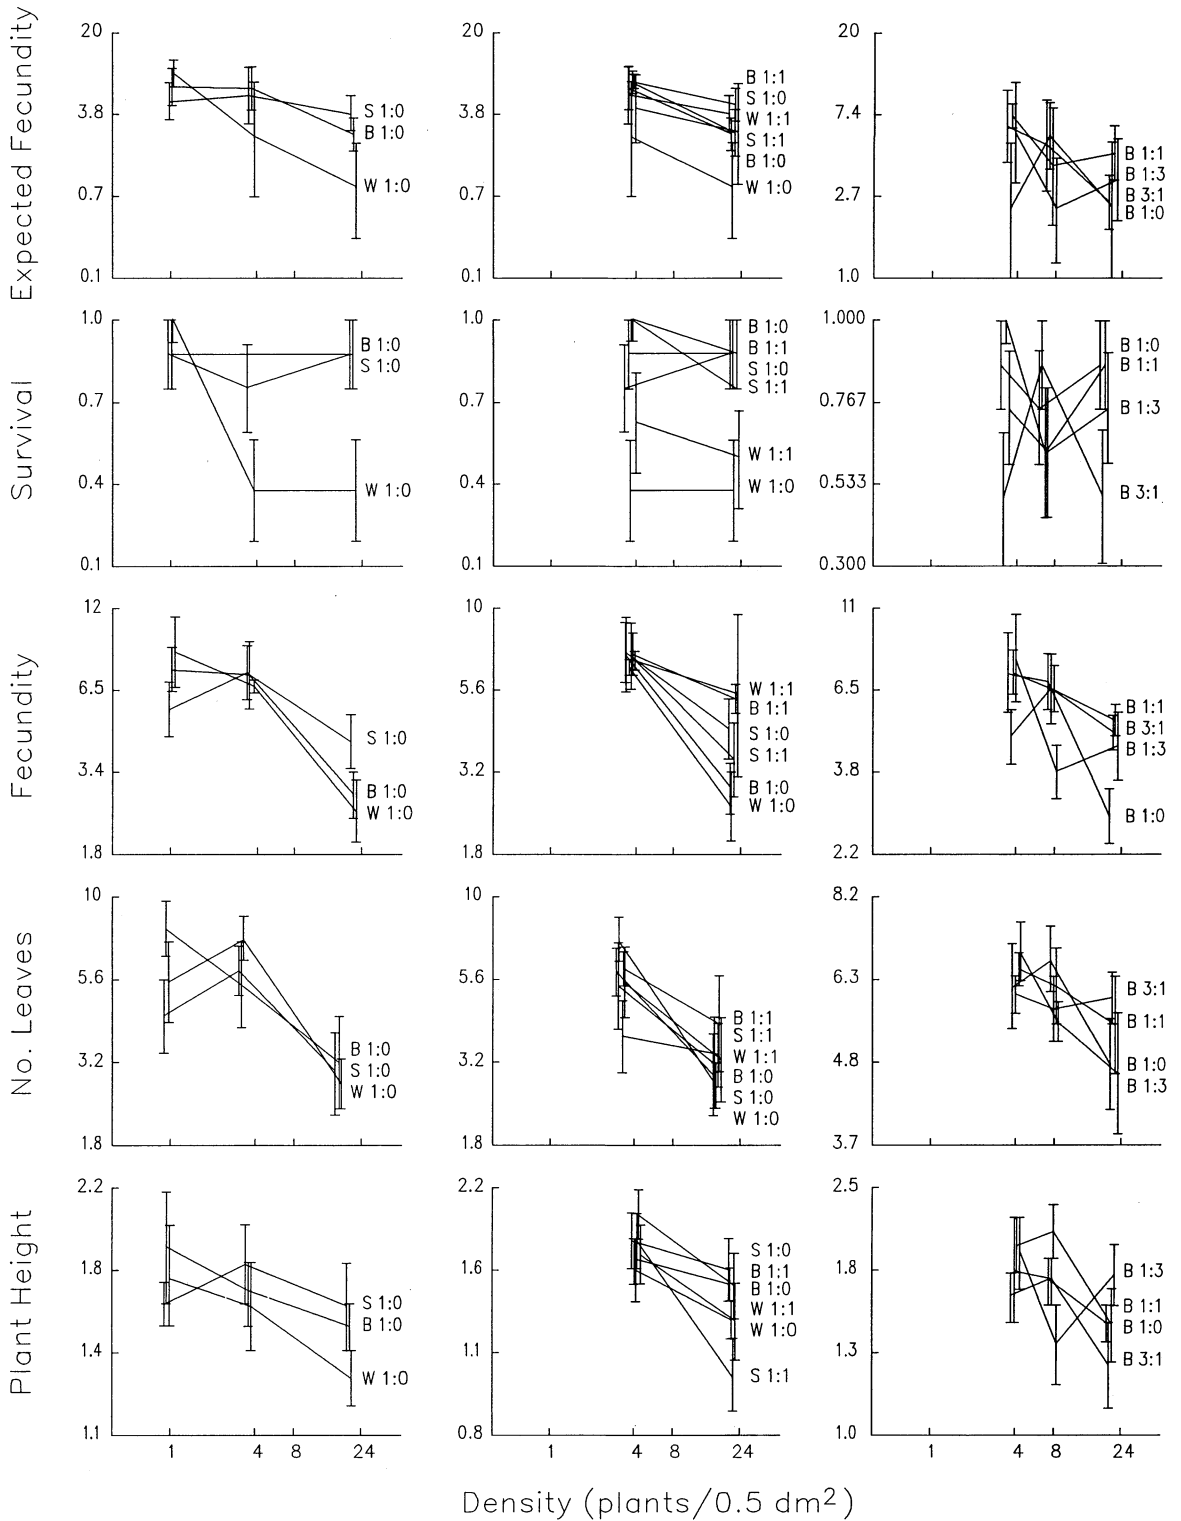 Expected Fecundity
20
3.8
0.7
0.1
S 1:0
B 1:0
W 1:0
20
3.8
0.7
0.1
B 1:1
S 1:0
W 1:1
S 1:1
B 1:0
W 1:0
20
7.4
2.7
1.0
B 1:1
B 1:3
B 3:1
B 1:0
Survival
1.0
0.7
0.4
0.1
B 1:0
S 1:0
W 1:0
1.0
0.7
0.4
0.1
B 1:0
B 1:1
S 1:0
S 1:1
W 1:1
W 1:0
1.000
0.767
0.533
0.300
B 1:0
B 1:1
B 1:3
B 3:1
Fecundity
12
6.5
3.4
1.8
S 1:0
B 1:0
W 1:0
10
5.6
3.2
1.8
W 1:1
B 1:1
S 1:0
S 1:1
B 1:0
W 1:0
11
6.5
3.8
2.2
B 1:1
B 3:1
B 1:3
B 1:0
No. Leaves
10
5.6
3.2
1.8
B 1:0
S 1:0
W 1:0
10
5.6
3.2
1.8
B 1:1
S 1:1
W 1:1
B 1:0
S 1:0
W 1:0
8.2
6.3
4.8
3.7
B 3:1
B 1:1
B 1:0
B 1:3
Plant Height
2.2
1.8
1.4
1.1
S 1:0
B 1:0
W 1:0
1 4 8 24
2.2
1.6
1.1
0.8
S 1:0
B 1:1
B 1:0
W 1:1
W 1:0
S 1:1
1 4 8 24
2.5
1.8
1.3
1.0
B 1:3
B 1:1
B 1:0
B 3:1
1 4 8 24
Density (plants/0.5 dm²)